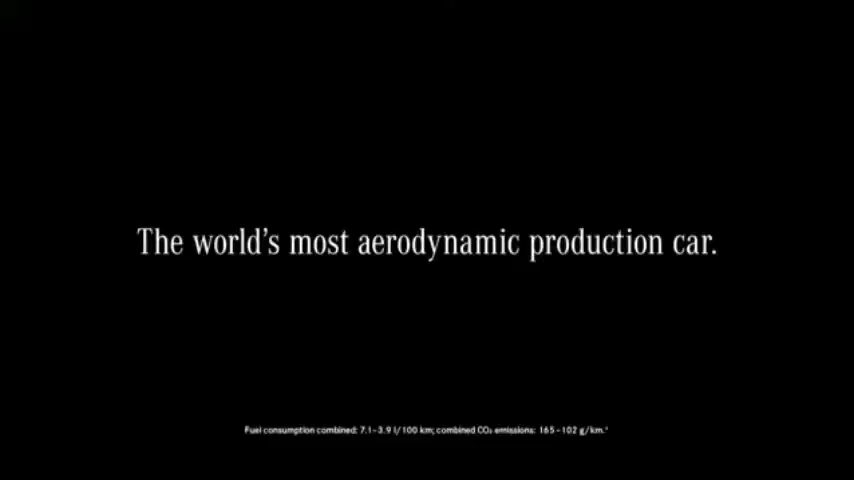 The world's most aerodynamic production car.
Fuel consumption combined: 7.1–3.9 l/100 km; combined CO₂ emissions: 165–102 g/km.